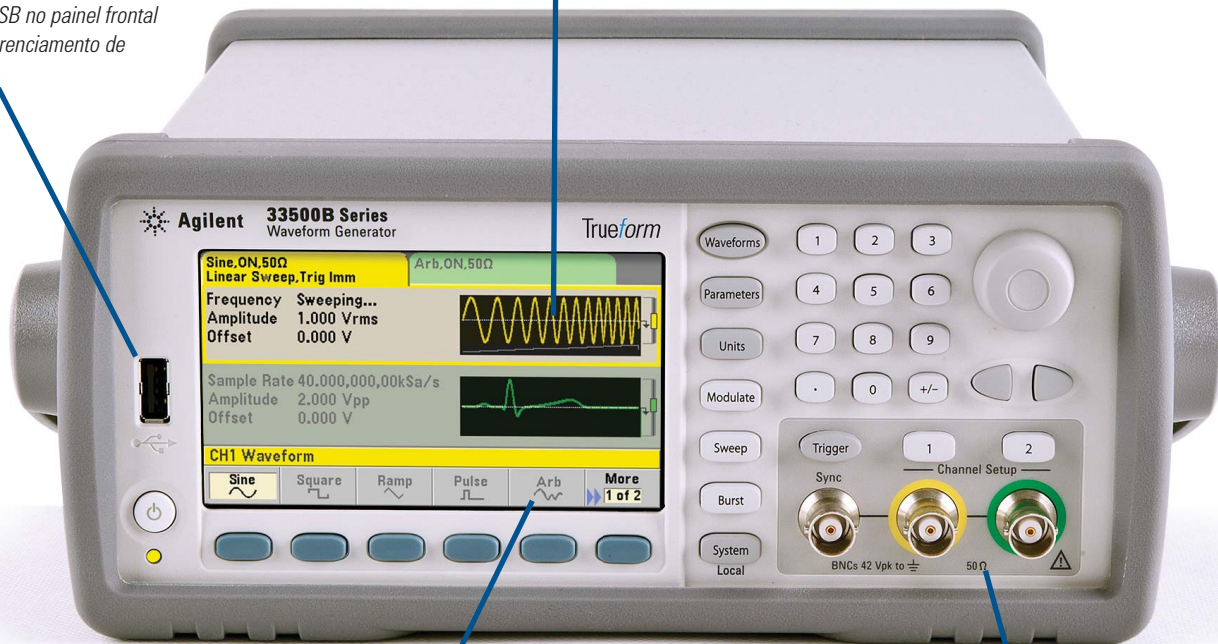 SB no painel frontal
renciamento de
Agilent 33500B Series
Waveform Generator
Trueform
Sine,ON,50Ω
Linear Sweep,Trig Imm
Arb,ON,50Ω
Frequency Sweeping...
Amplitude 1.000 Vrms
Offset 0.000 V
Sample Rate 40.000,000,00kSa/s
Amplitude 2.000 Vpp
Offset 0.000 V
CH1 Waveform
Sine Square Ramp Pulse Arb More
1 of 2
Waveforms 1 2 3
Parameters 4 5 6
Units 7 8 9
Modulate . 0 +/−
Sweep Trigger 1 2
Channel Setup
Sync
Burst
System
Local
BNCs 42 Vpk to 50 Ω